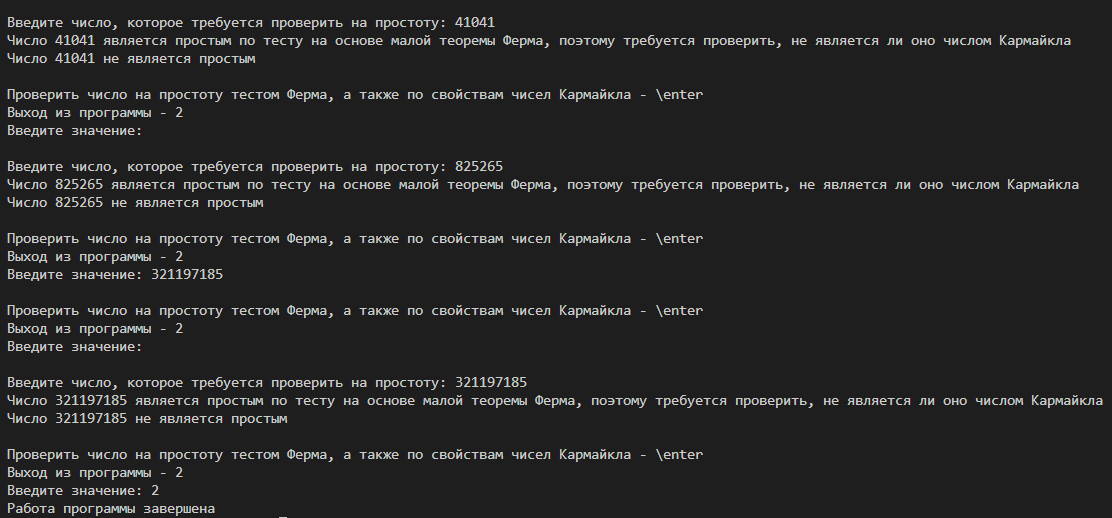 Введите число, которое требуется проверить на простоту: 41041
Число 41041 является простым по тесту на основе малой теоремы Ферма, поэтому требуется проверить, не является ли оно числом Кармайкла
Число 41041 не является простым
Проверить число на простоту тестом Ферма, а также по свойствам чисел Кармайкла - \enter
Выход из программы - 2
Введите значение:
Введите число, которое требуется проверить на простоту: 825265
Число 825265 является простым по тесту на основе малой теоремы Ферма, поэтому требуется проверить, не является ли оно числом Кармайкла
Число 825265 не является простым
Проверить число на простоту тестом Ферма, а также по свойствам чисел Кармайкла - \enter
Выход из программы - 2
Введите значение: 321197185
Проверить число на простоту тестом Ферма, а также по свойствам чисел Кармайкла - \enter
Выход из программы - 2
Введите значение:
Введите число, которое требуется проверить на простоту: 321197185
Число 321197185 является простым по тесту на основе малой теоремы Ферма, поэтому требуется проверить, не является ли оно числом Кармайкла
Число 321197185 не является простым
Проверить число на простоту тестом Ферма, а также по свойствам чисел Кармайкла - \enter
Выход из программы - 2
Введите значение: 2
Работа программы завершена